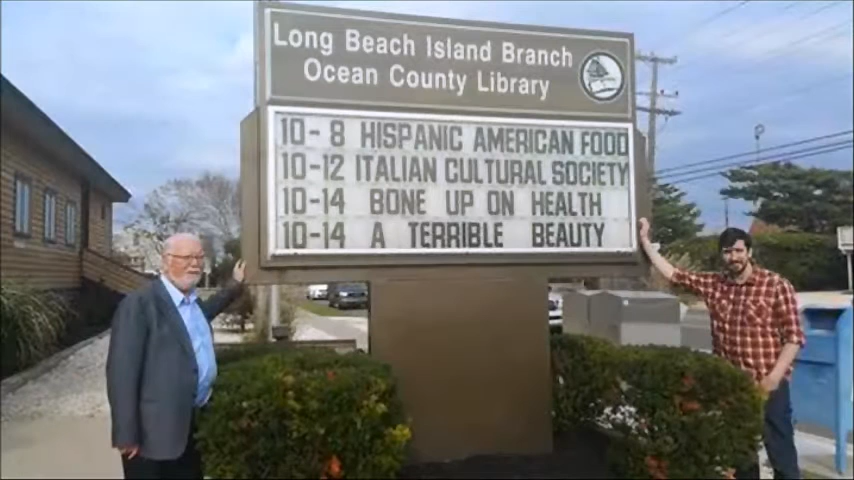 Long Beach Island Branch
Ocean County Library
10-8 HISPANIC AMERICAN FOOD
10-12 ITALIAN CULTURAL SOCIETY
10-14 BONE UP ON HEALTH
10-14 A TERRIBLE BEAUTY